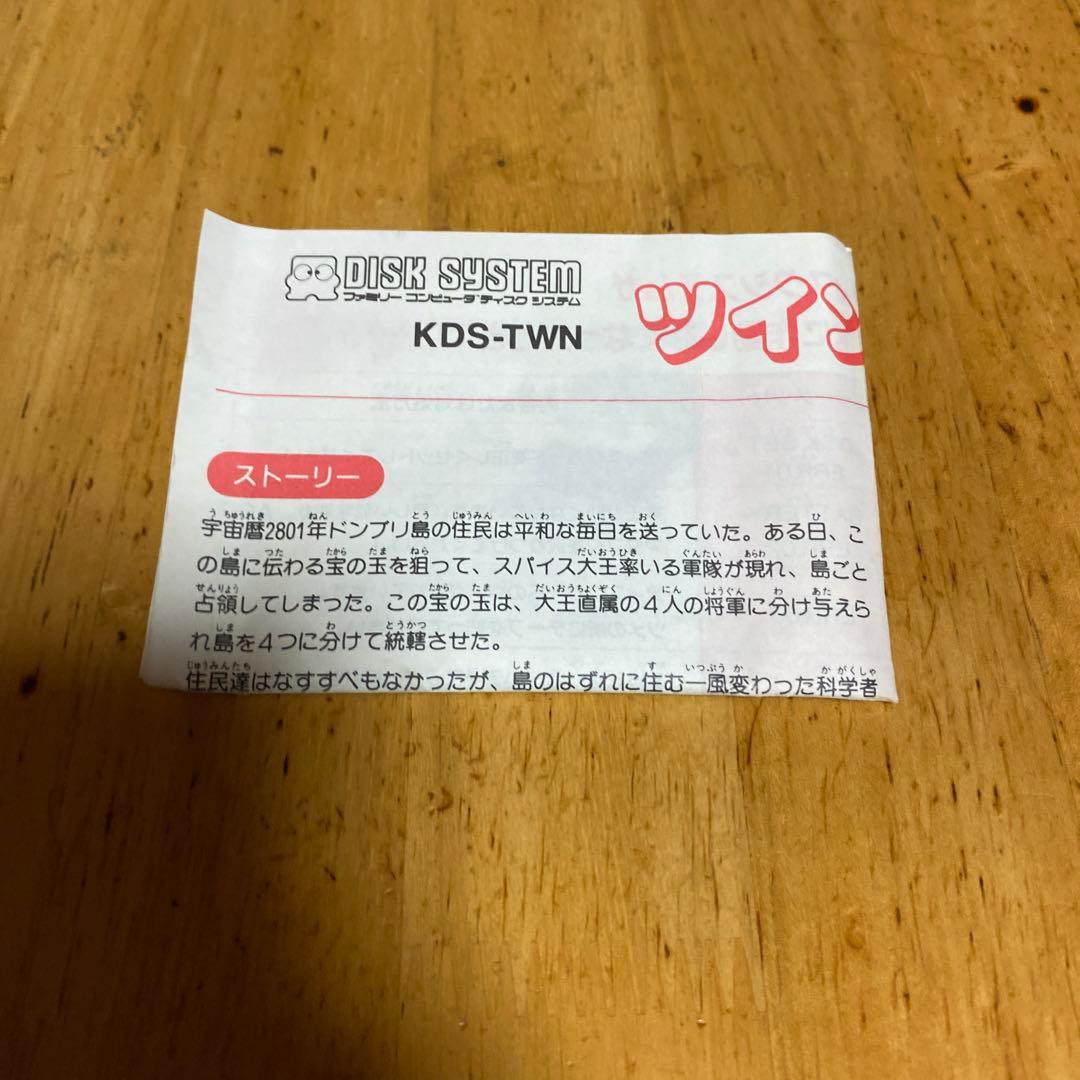 DISK SYSTEM
ファミリー コンピュータ ディスク システム
KDS-TWN
ツイン
ストーリー
宇宙暦2801年ドンブリ島の住民は平和な毎日を送っていた。ある日、こ
の島に伝わる宝の玉を狙って、スパイス大王率いる軍隊が現れ、島ごと
占領してしまった。この宝の玉は、大王直属の4人の将軍に分け与えら
れ島を4つに分けて統轄させた。
住民達はなすすべもなかったが、島のはずれに住む一風変わった科学者